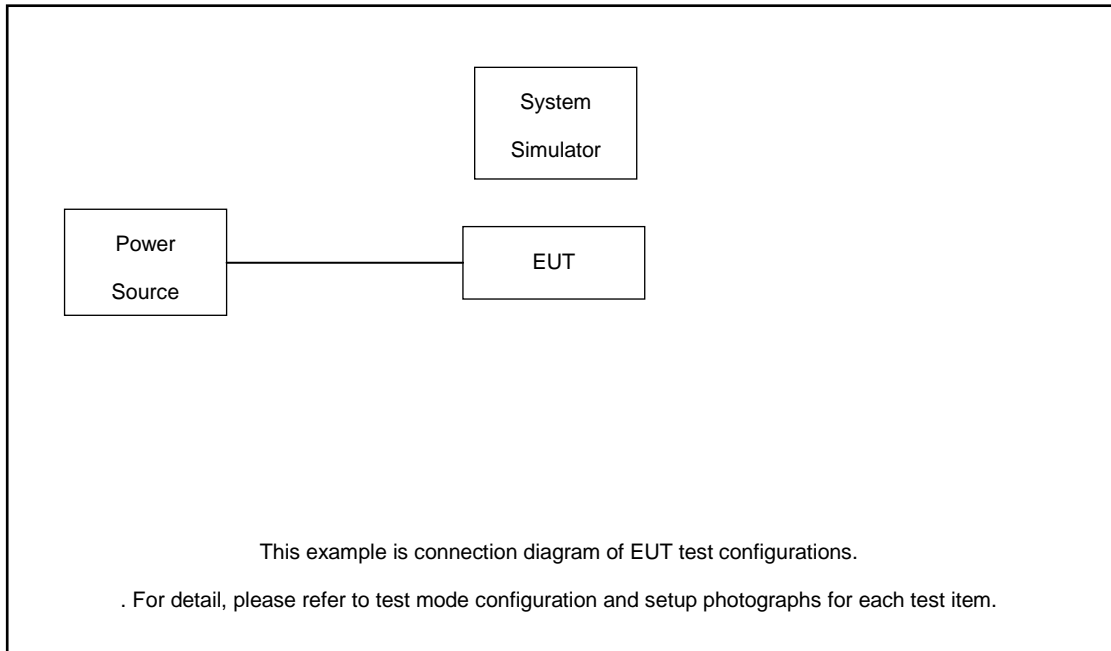 System
Simulator
Power
Source
EUT
This example is connection diagram of EUT test configurations.
. For detail, please refer to test mode configuration and setup photographs for each test item.